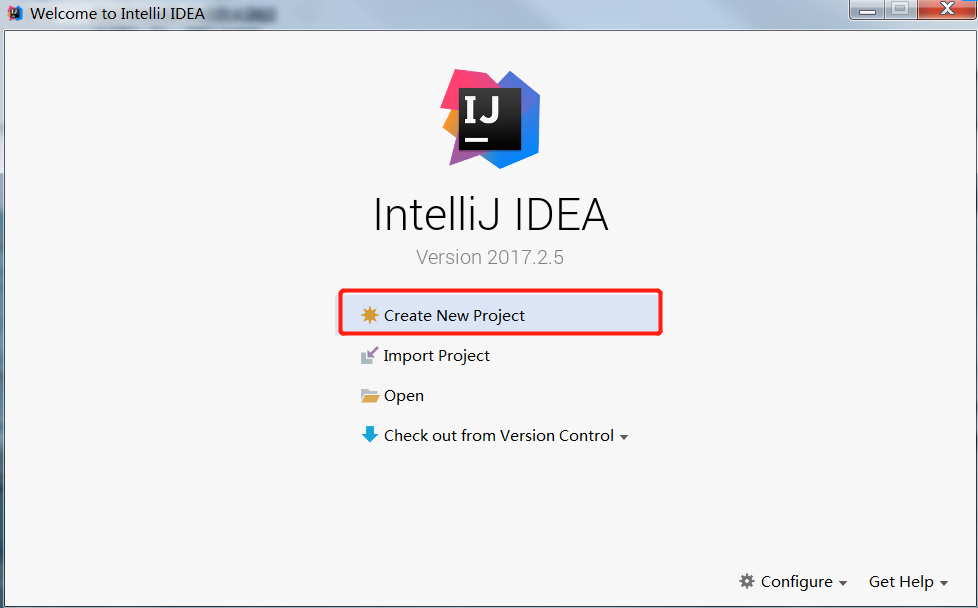 Welcome to IntelliJ IDEA
IJ
IntelliJ IDEA
Version 2017.2.5
Create New Project
Import Project
Open
Check out from Version Control
Configure
Get Help